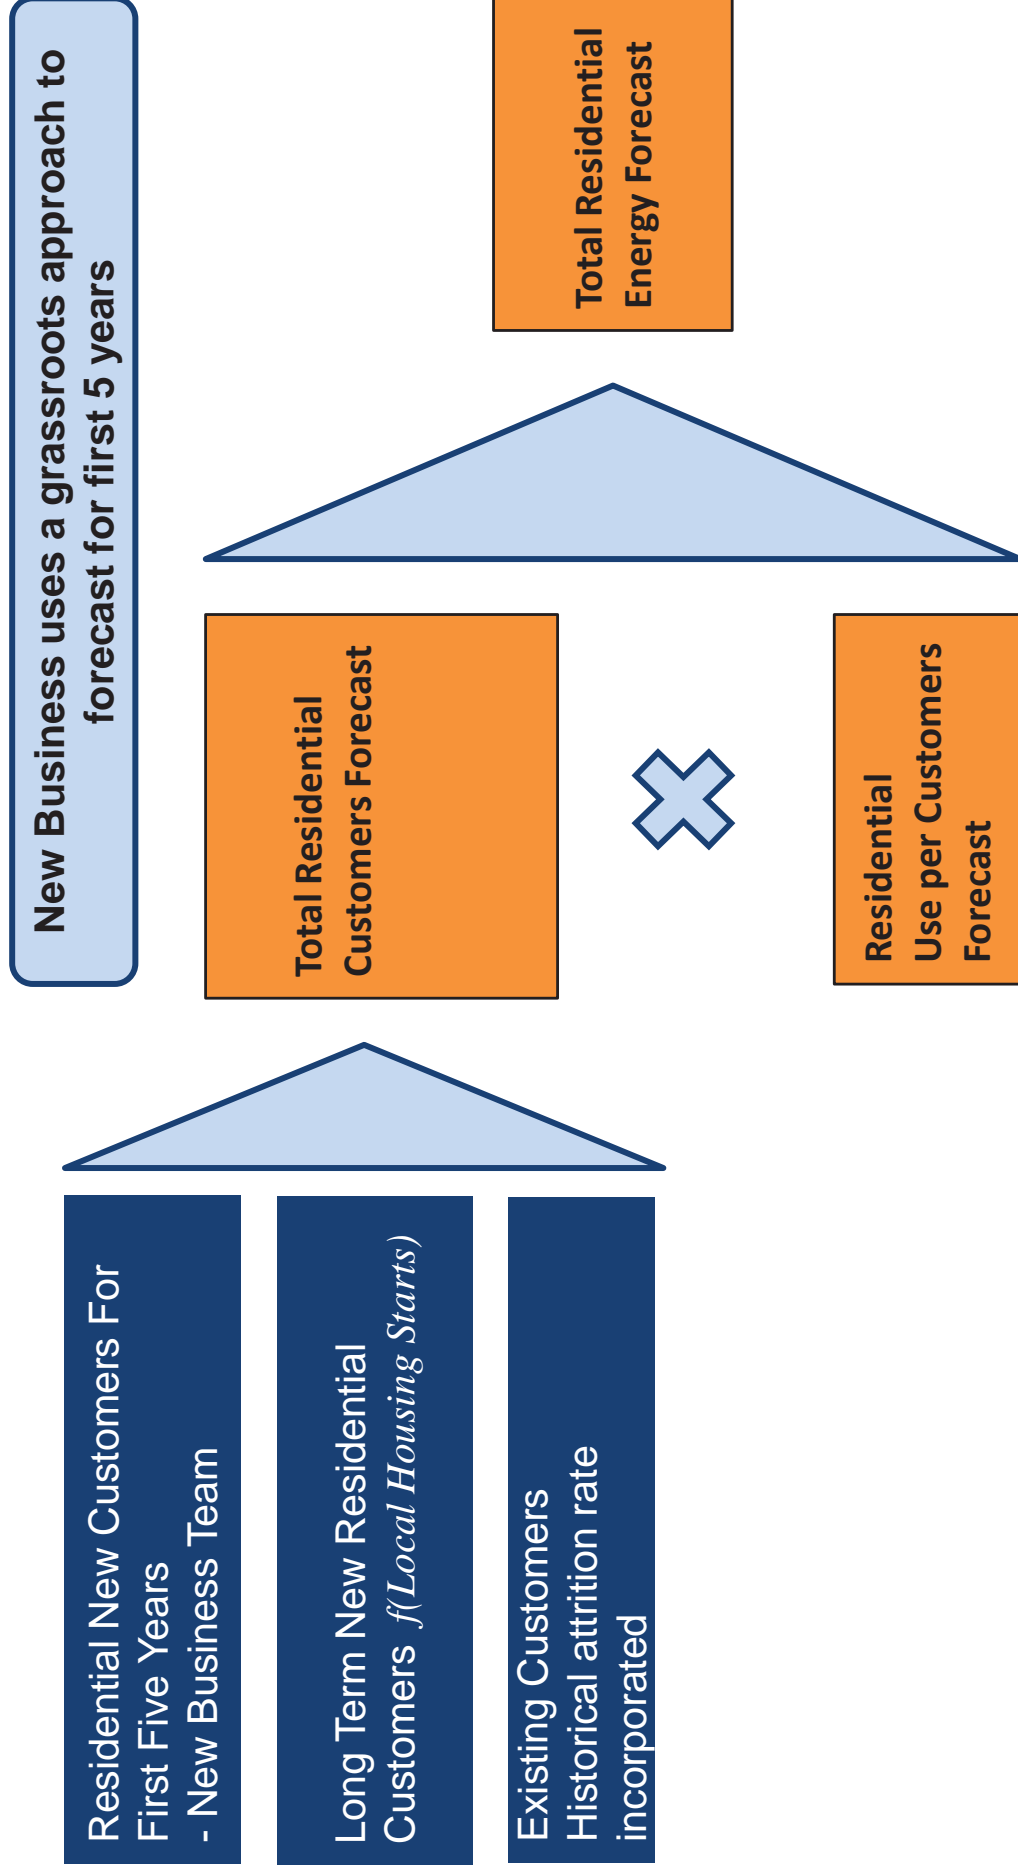 New Business uses a grassroots approach to
forecast for first 5 years
Residential New Customers For
First Five Years
- New Business Team
Long Term New Residential
Customers f(Local Housing Starts)
Existing Customers
Historical attrition rate
incorporated
Total Residential
Customers Forecast
Residential
Use per Customers
Forecast
Total Residential
Energy Forecast